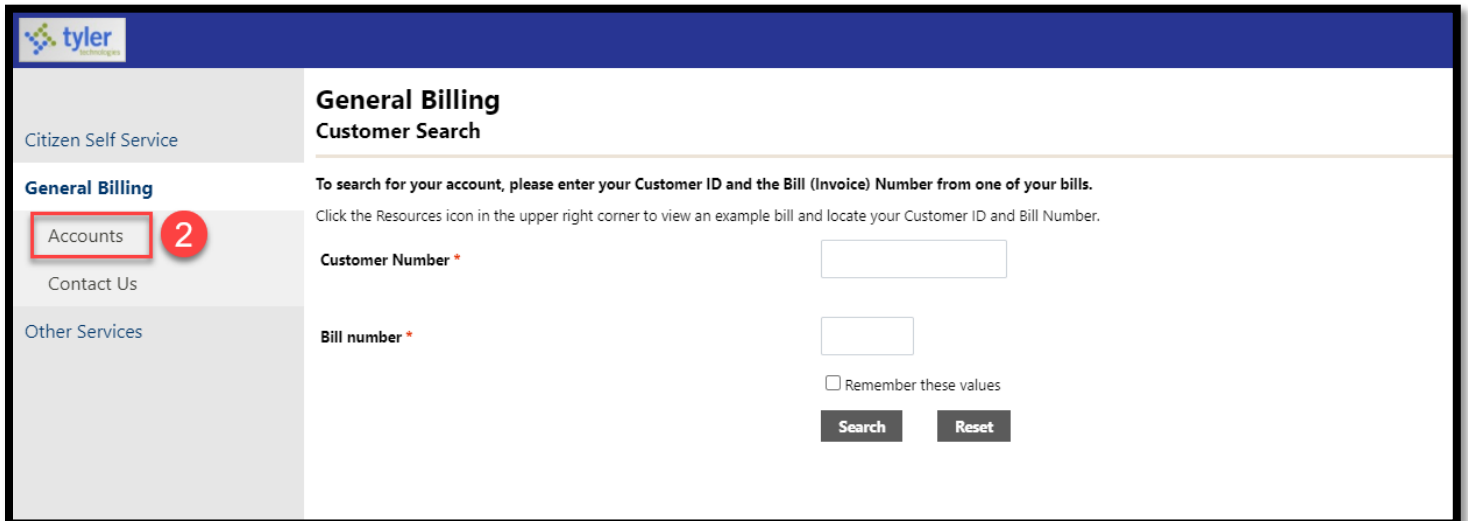 tyler
technologies
Citizen Self Service
General Billing
Accounts
2
Contact Us
Other Services
General Billing
Customer Search
To search for your account, please enter your Customer ID and the Bill (Invoice) Number from one of your bills.
Click the Resources icon in the upper right corner to view an example bill and locate your Customer ID and Bill Number.
Customer Number *
Bill number *
Remember these values
Search Reset